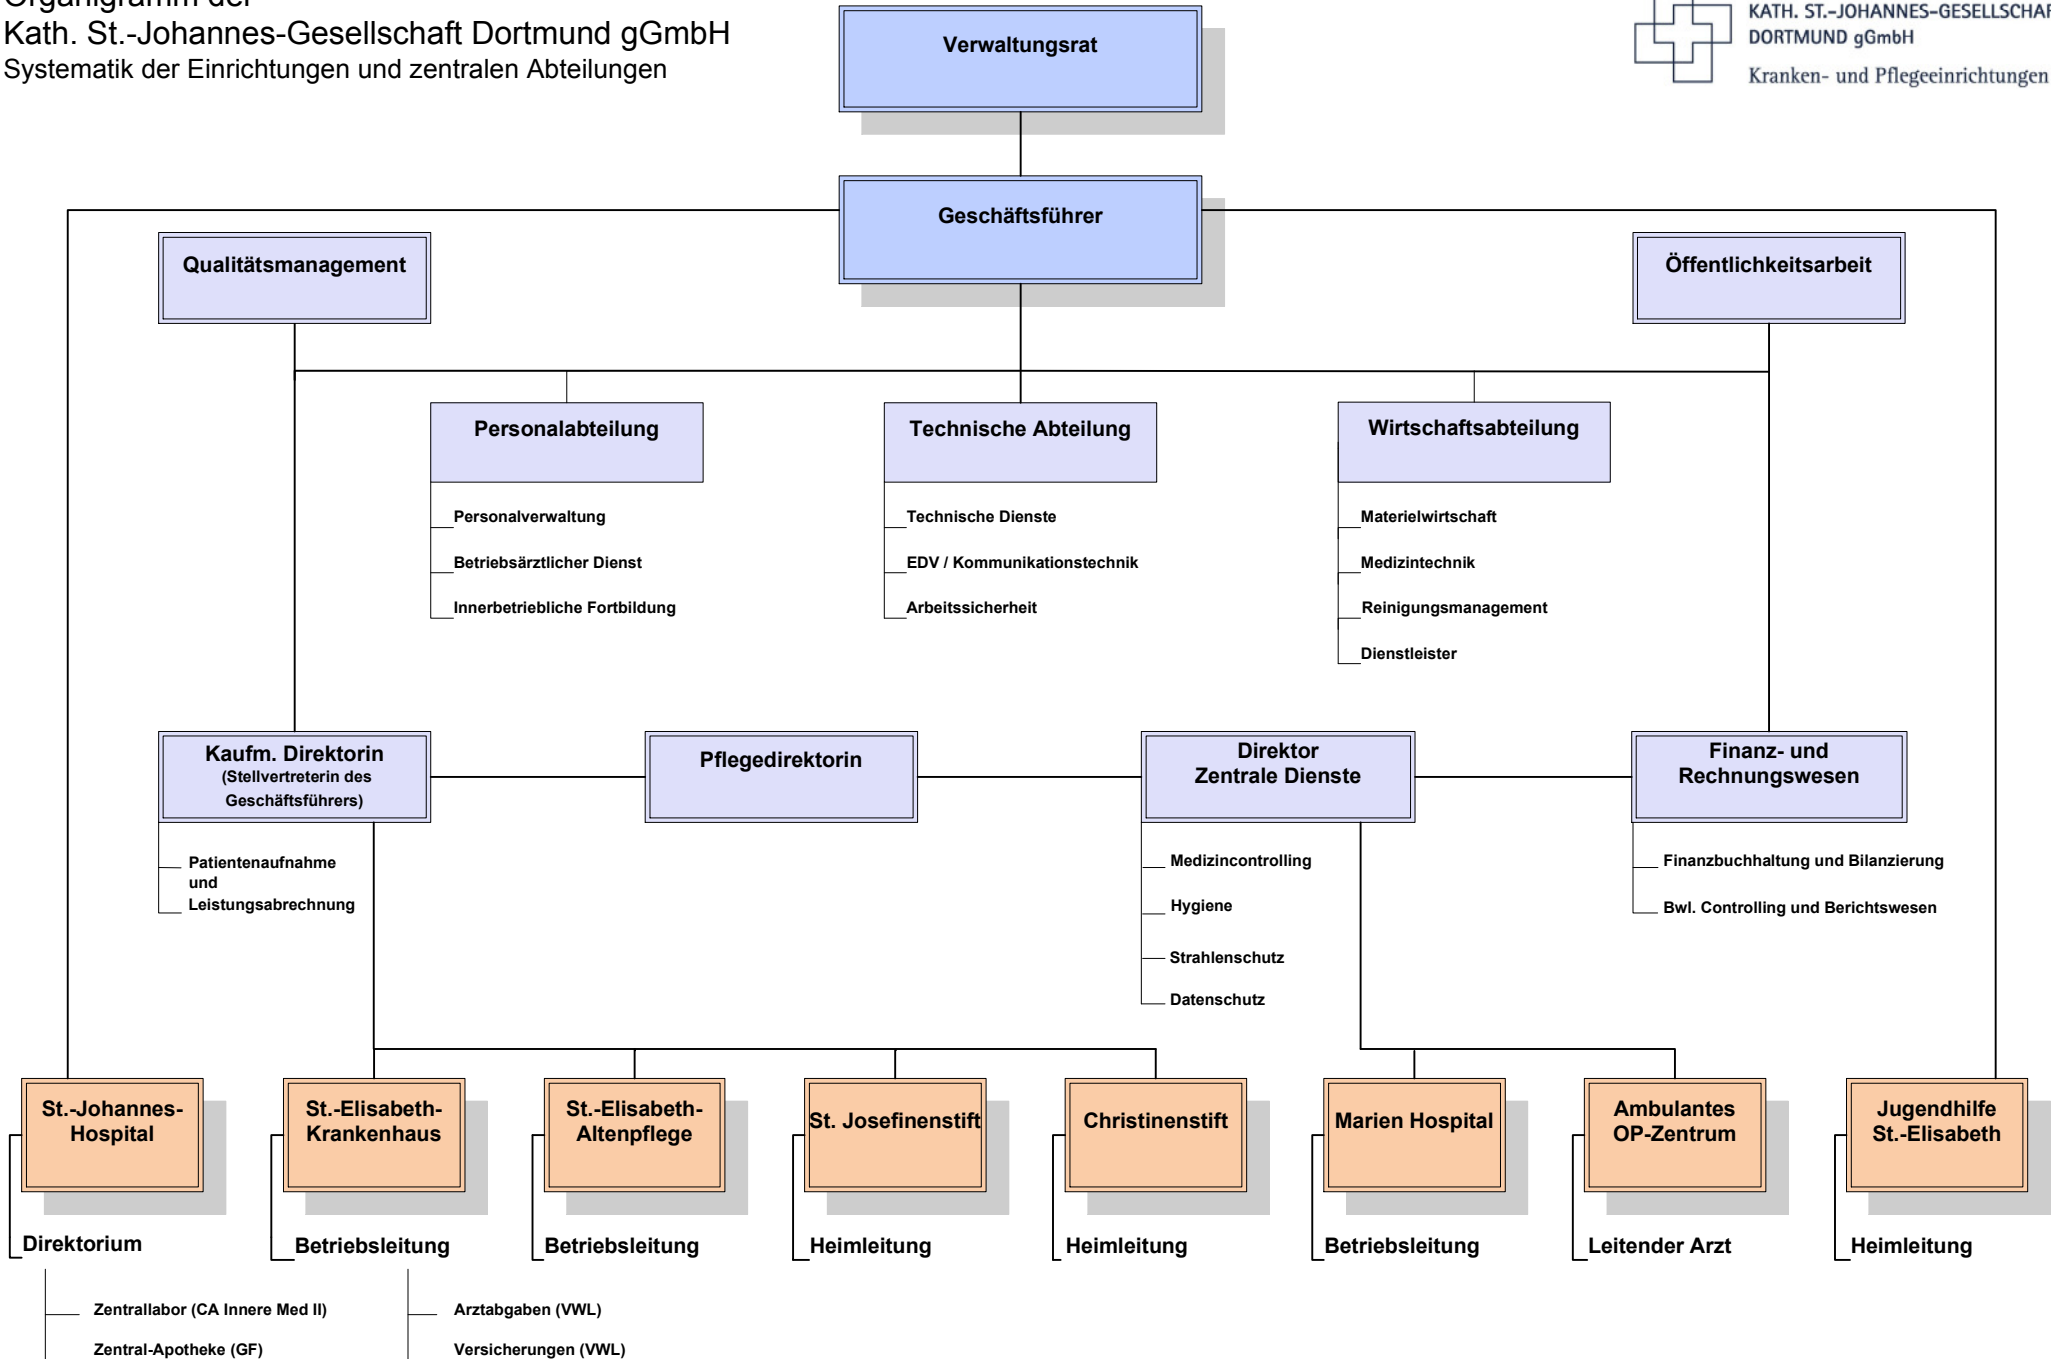 Organigramm der
Kath. St.-Johannes-Gesellschaft Dortmund gGmbH
Systematik der Einrichtungen und zentralen Abteilungen
KATH. ST.-JOHANNES-GESELLSCHAF
DORTMUND gGmbH
Kranken- und Pflegeeinrichtungen
Verwaltungsrat
Geschäftsführer
Qualitätsmanagement
Öffentlichkeitsarbeit
Personalabteilung
Technische Abteilung
Wirtschaftsabteilung
Personalverwaltung
Betriebsärztlicher Dienst
Innerbetriebliche Fortbildung
Technische Dienste
EDV / Kommunikationstechnik
Arbeitssicherheit
Materielwirtschaft
Medizintechnik
Reinigungsmanagement
Dienstleister
Kaufm. Direktorin
(Stellvertreterin des
Geschäftsführers)
Pflegedirektorin
Direktor
Zentrale Dienste
Finanz- und
Rechnungswesen
Patientenaufnahme
und
Leistungsabrechnung
Medizincontrolling
Hygiene
Strahlenschutz
Datenschutz
Finanzbuchhaltung und Bilanzierung
Bwl. Controlling und Berichtswesen
St.-Johannes-
Hospital
St.-Elisabeth-
Krankenhaus
St.-Elisabeth-
Altenpflege
St. Josefinenstift
Christinenstift
Marien Hospital
Ambulantes
OP-Zentrum
Jugendhilfe
St.-Elisabeth
Direktorium
Betriebsleitung
Betriebsleitung
Heimleitung
Heimleitung
Betriebsleitung
Leitender Arzt
Heimleitung
Zentrallabor (CA Innere Med II)
Zentral-Apotheke (GF)
Arztabgaben (VWL)
Versicherungen (VWL)